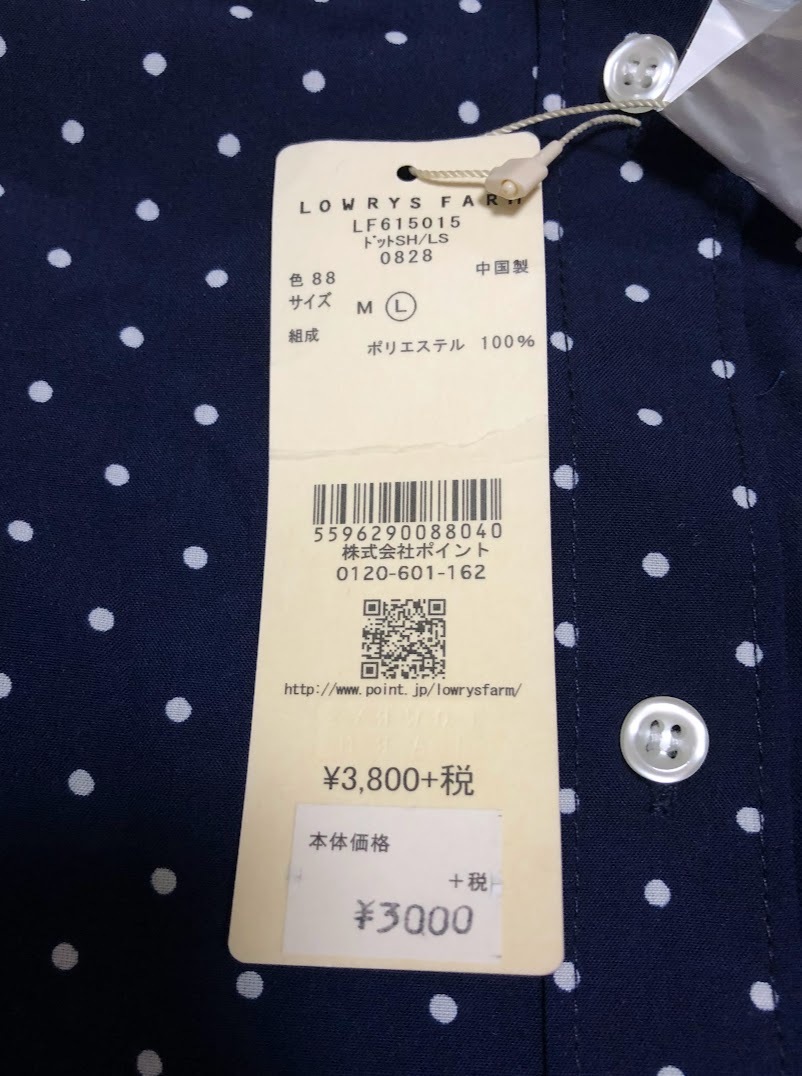 LOWRYS FARM
LF615015
ﾄﾞｯﾄSH/LS
0828
色 88
中国製
サイズ M Ⓛ
組成
ポリエステル 100%
5596290088040
株式会社ポイント
0120-601-162
http://www.point.jp/lowrysfarm/
¥3,800+税
本体価格
+税
¥3000